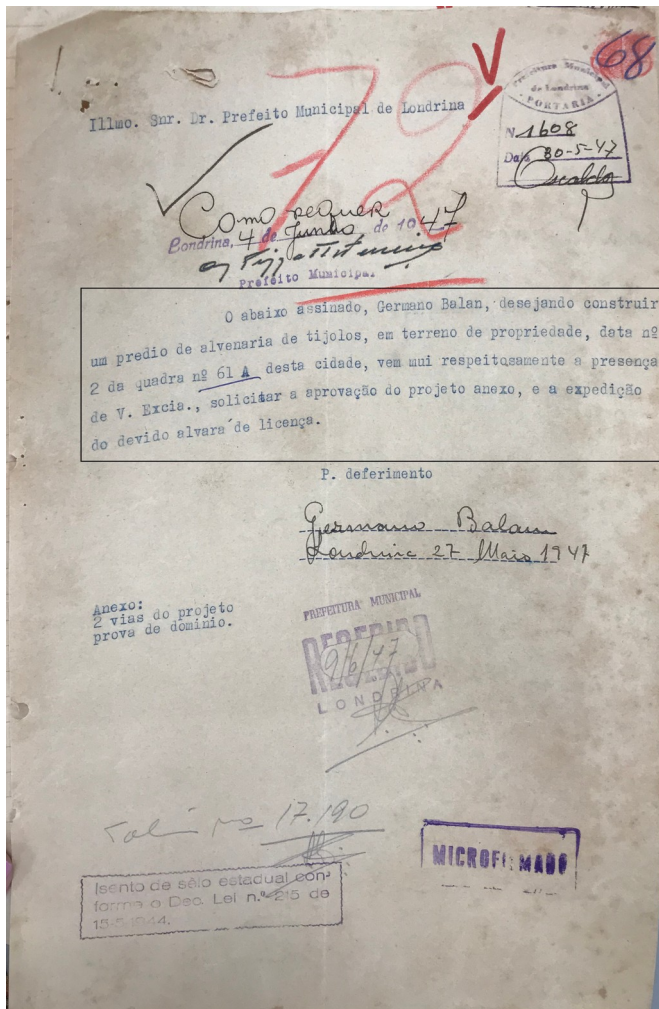 68
72
Prefeitura Municipal
de Londrina
PORTARIA
N 1608
Data 30-5-47
Illmo. Snr. Dr. Prefeito Municipal de Londrina
Como requer
Londrina, 4 de Junho de 1947
Prefeito Municipal
O abaixo assinado, Germano Balan, desejando construir
um predio de alvenaria de tijolos, em terreno de propriedade, data nº
2 da quadra nº 61 A desta cidade, vem mui respeitosamente a presença
de V. Excia., solicitar a aprovação do projeto anexo, e a expedição
do devido alvara de licença.
P. deferimento
Germano Balan
Londrina 27 Maio 1947
Anexo:
2 vias do projeto
prova de dominio.
PREFEITURA MUNICIPAL
9/6/47
LONDRINA
17.190
MICROFILMADO
Isento de sêlo estadual con-
forme o Dec. Lei n.º 215 de
15-5-1944.